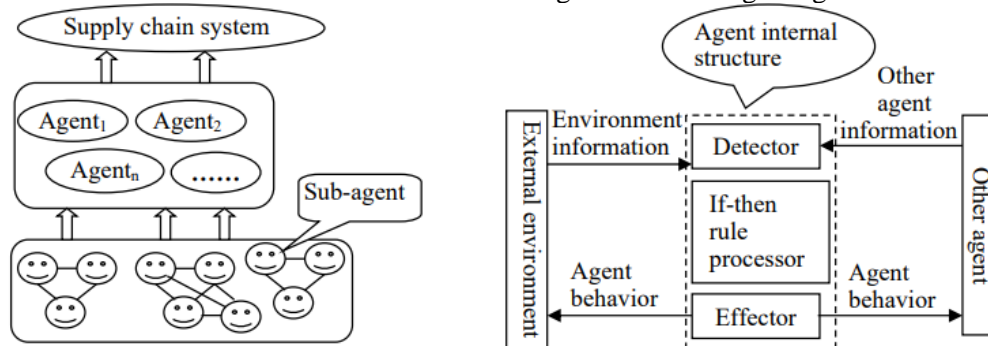 Supply chain system
Agent1
Agent2
Agentn
......
Sub-agent
Agent internal
structure
External environment
Environment
information
Detector
Other
agent
information
If-then
rule
processor
Agent
behavior
Effector
Agent
behavior
Other agent